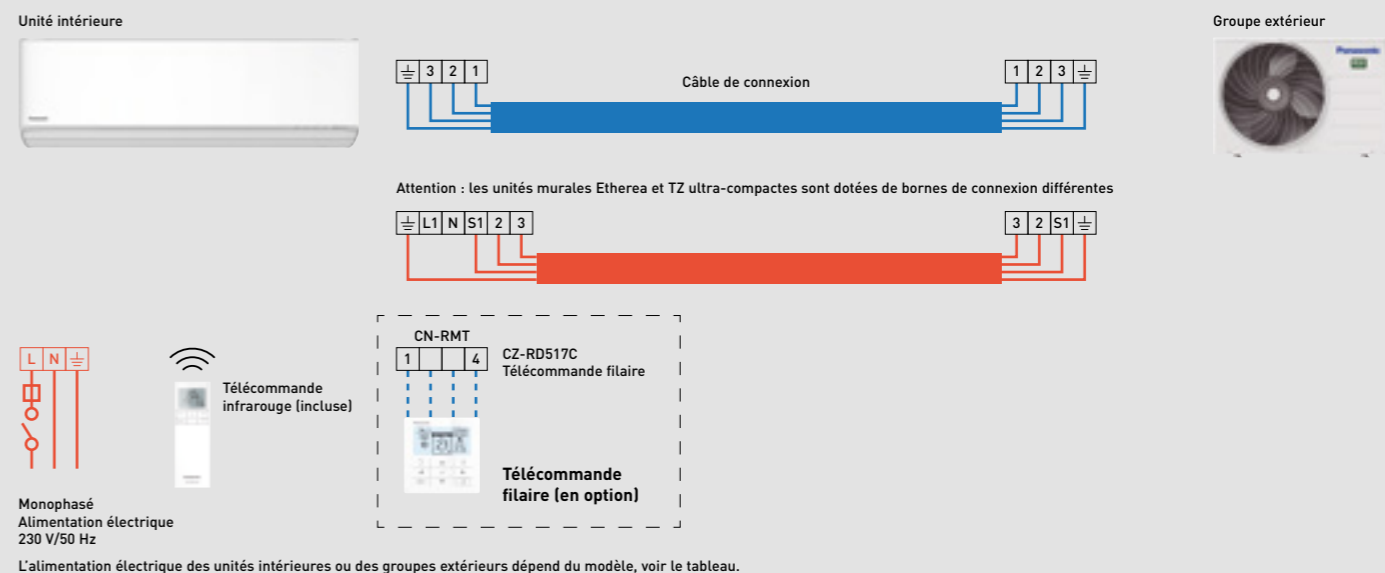 Unité intérieure
Groupe extérieur
Panasonic
3 2 1
Câble de connexion
1 2 3
Attention : les unités murales Etherea et TZ ultra-compactes sont dotées de bornes de connexion différentes
L1 N S1 2 3
3 2 S1
L N
Télécommande
infrarouge (incluse)
CN-RMT
1 4
CZ-RD517C
Télécommande filaire
Télécommande
filaire (en option)
Monophasé
Alimentation électrique
230 V/50 Hz
L'alimentation électrique des unités intérieures ou des groupes extérieurs dépend du modèle, voir le tableau.